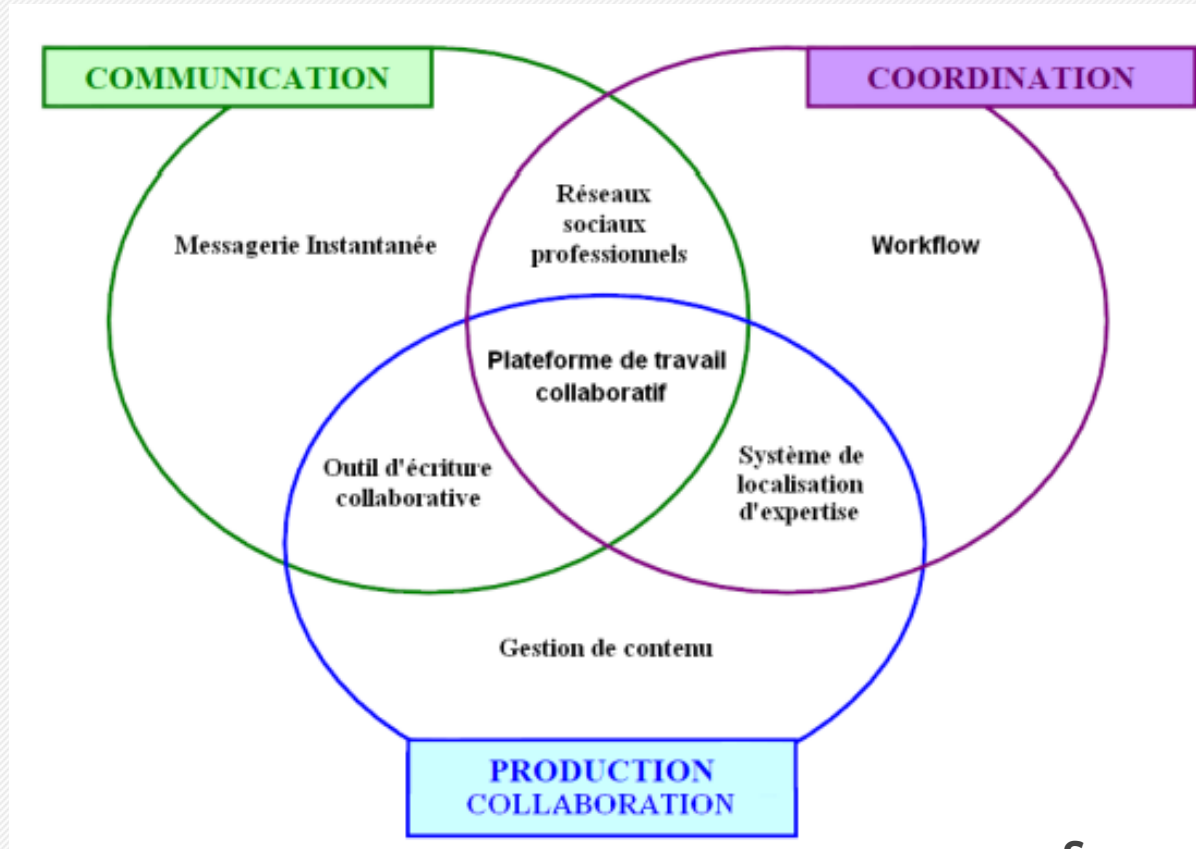 COMMUNICATION
COORDINATION
Réseaux
sociaux
professionnels
Messagerie Instantanée
Workflow
Plateforme de travail
collaboratif
Outil d'écriture
collaborative
Système de
localisation
d'expertise
Gestion de contenu
PRODUCTION
COLLABORATION